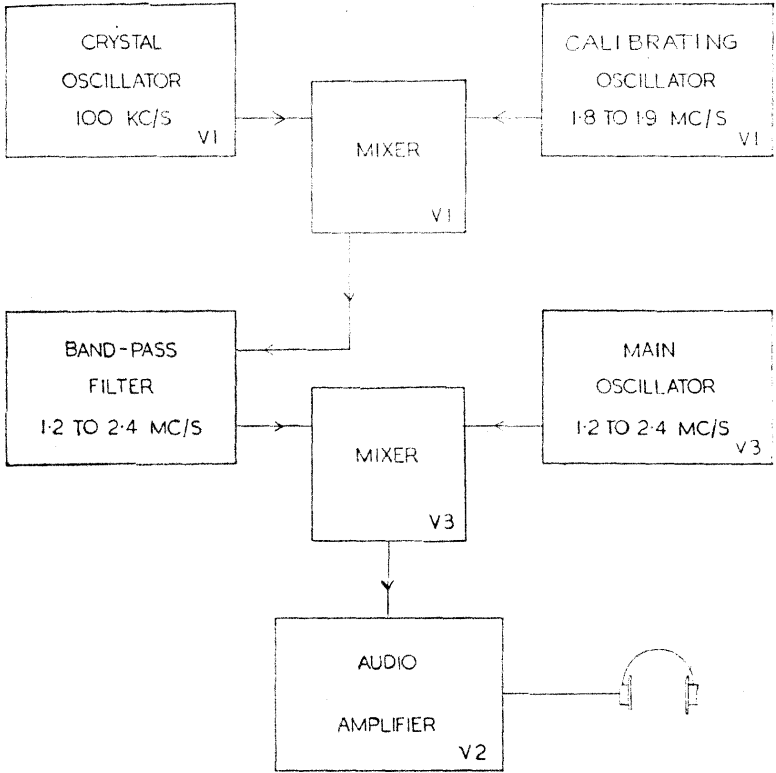 CRYSTAL
OSCILLATOR
100 KC/S
V1
MIXER
V1
CALIBRATING
OSCILLATOR
1·8 TO 1·9 MC/S
V1
BAND-PASS
FILTER
1·2 TO 2·4 MC/S
MIXER
V3
MAIN
OSCILLATOR
1·2 TO 2·4 MC/S
V3
AUDIO
AMPLIFIER
V2